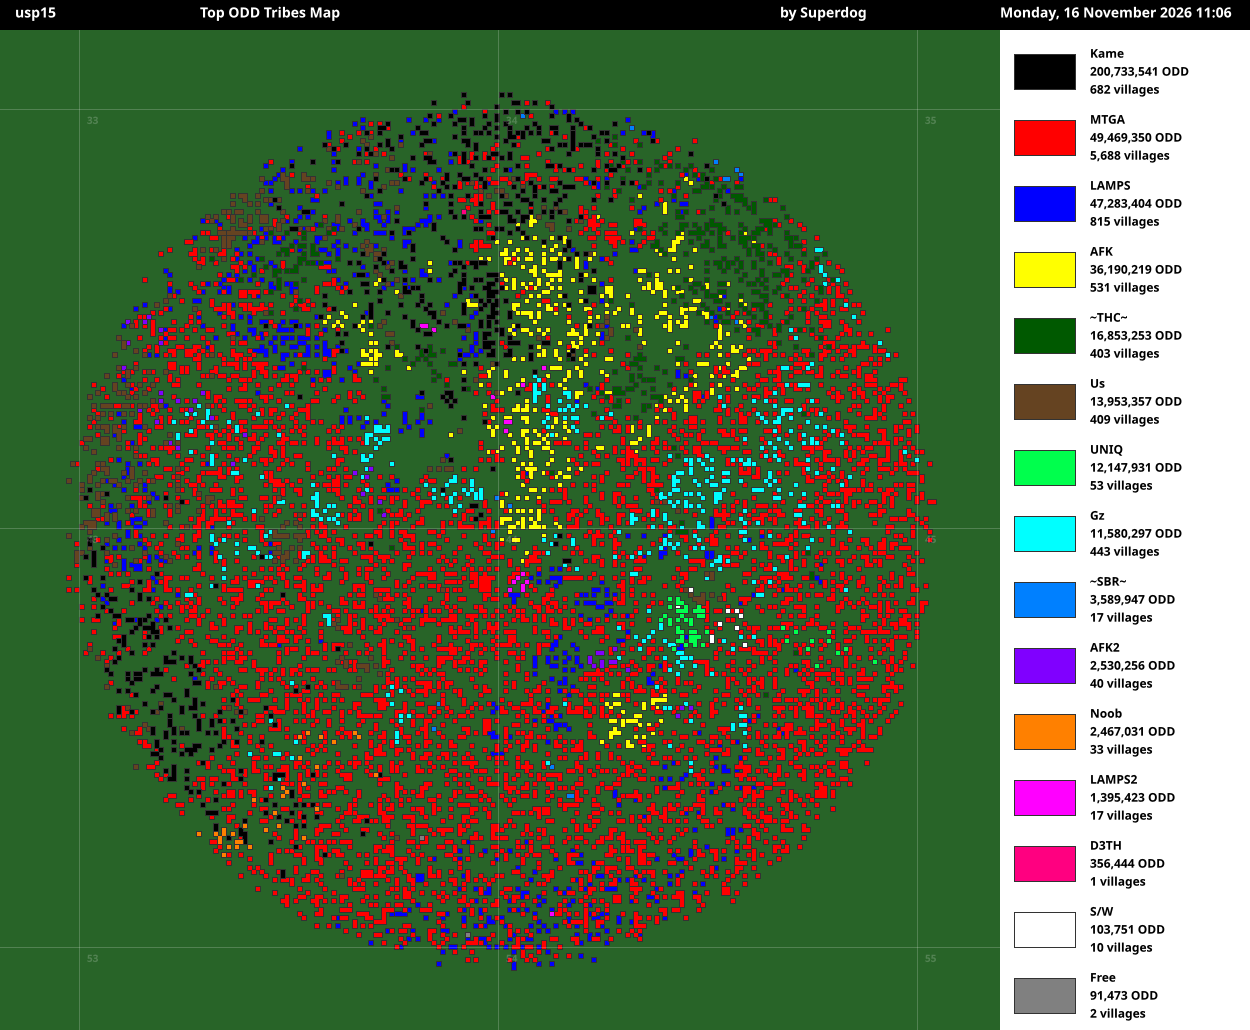 usp15 Top ODD Tribes Map by Superdog Monday, 16 November 2026 11:06
33 34 35
45
53 54 55
Kame
200,733,541 ODD
682 villages
MTGA
49,469,350 ODD
5,688 villages
LAMPS
47,283,404 ODD
815 villages
AFK
36,190,219 ODD
531 villages
~THC~
16,853,253 ODD
403 villages
Us
13,953,357 ODD
409 villages
UNIQ
12,147,931 ODD
53 villages
Gz
11,580,297 ODD
443 villages
~SBR~
3,589,947 ODD
17 villages
AFK2
2,530,256 ODD
40 villages
Noob
2,467,031 ODD
33 villages
LAMPS2
1,395,423 ODD
17 villages
D3TH
356,444 ODD
1 villages
S/W
103,751 ODD
10 villages
Free
91,473 ODD
2 villages